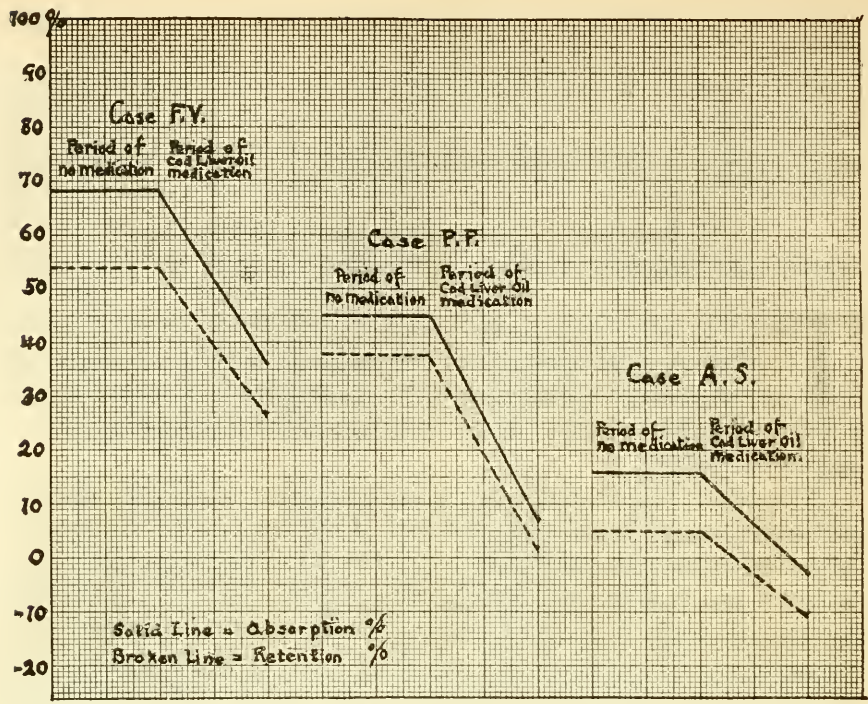 100%
90
80
70
60
50
40
30
20
10
0
-10
-20
Case F.V.
Period of
no medication
Period of
Cod Liver Oil
medication
Case P.P.
Period of
no medication
Period of
Cod Liver Oil
medication
Case A.S.
Period of
no medication
Period of
Cod Liver Oil
medication.
Solid Line = Absorption %
Broken Line = Retention %